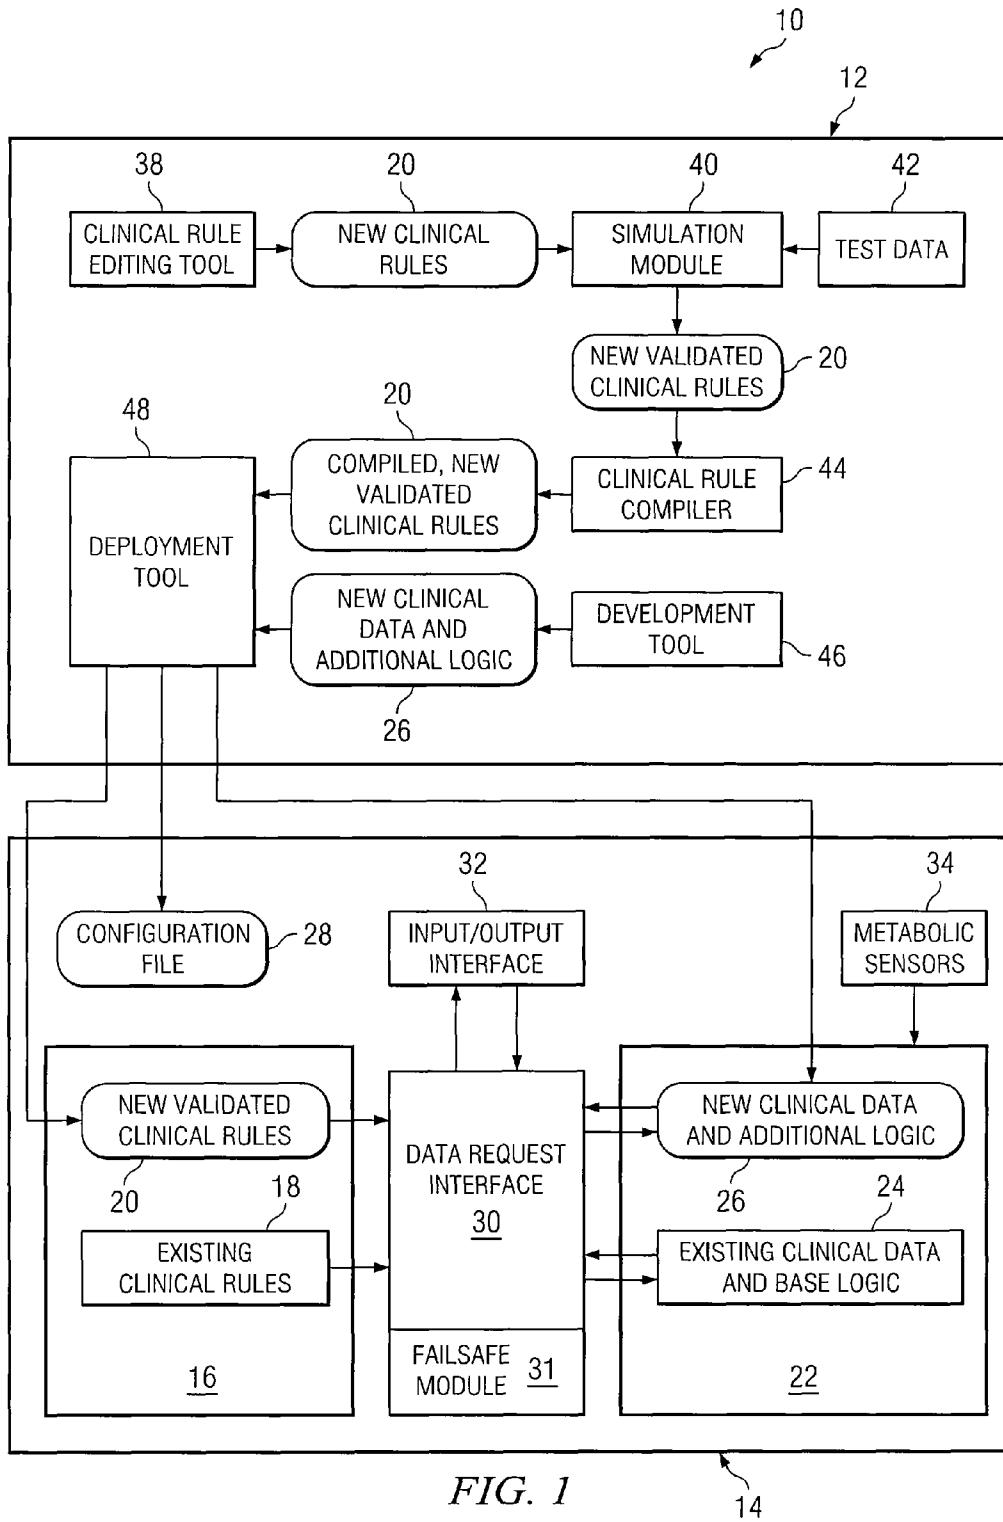 10
12
38
20
40
42
CLINICAL RULE
EDITING TOOL
NEW CLINICAL
RULES
SIMULATION
MODULE
TEST DATA
NEW VALIDATED
CLINICAL RULES
20
48
20
DEPLOYMENT
TOOL
COMPILED, NEW
VALIDATED
CLINICAL RULES
CLINICAL RULE
COMPILER
44
NEW CLINICAL
DATA AND
ADDITIONAL LOGIC
DEVELOPMENT
TOOL
46
26
32
34
CONFIGURATION
FILE
28
INPUT/OUTPUT
INTERFACE
METABOLIC
SENSORS
NEW VALIDATED
CLINICAL RULES
20
18
EXISTING
CLINICAL RULES
16
DATA REQUEST
INTERFACE
30
FAILSAFE
MODULE
31
NEW CLINICAL DATA
AND ADDITIONAL LOGIC
26
24
EXISTING CLINICAL DATA
AND BASE LOGIC
22
FIG. 1
14